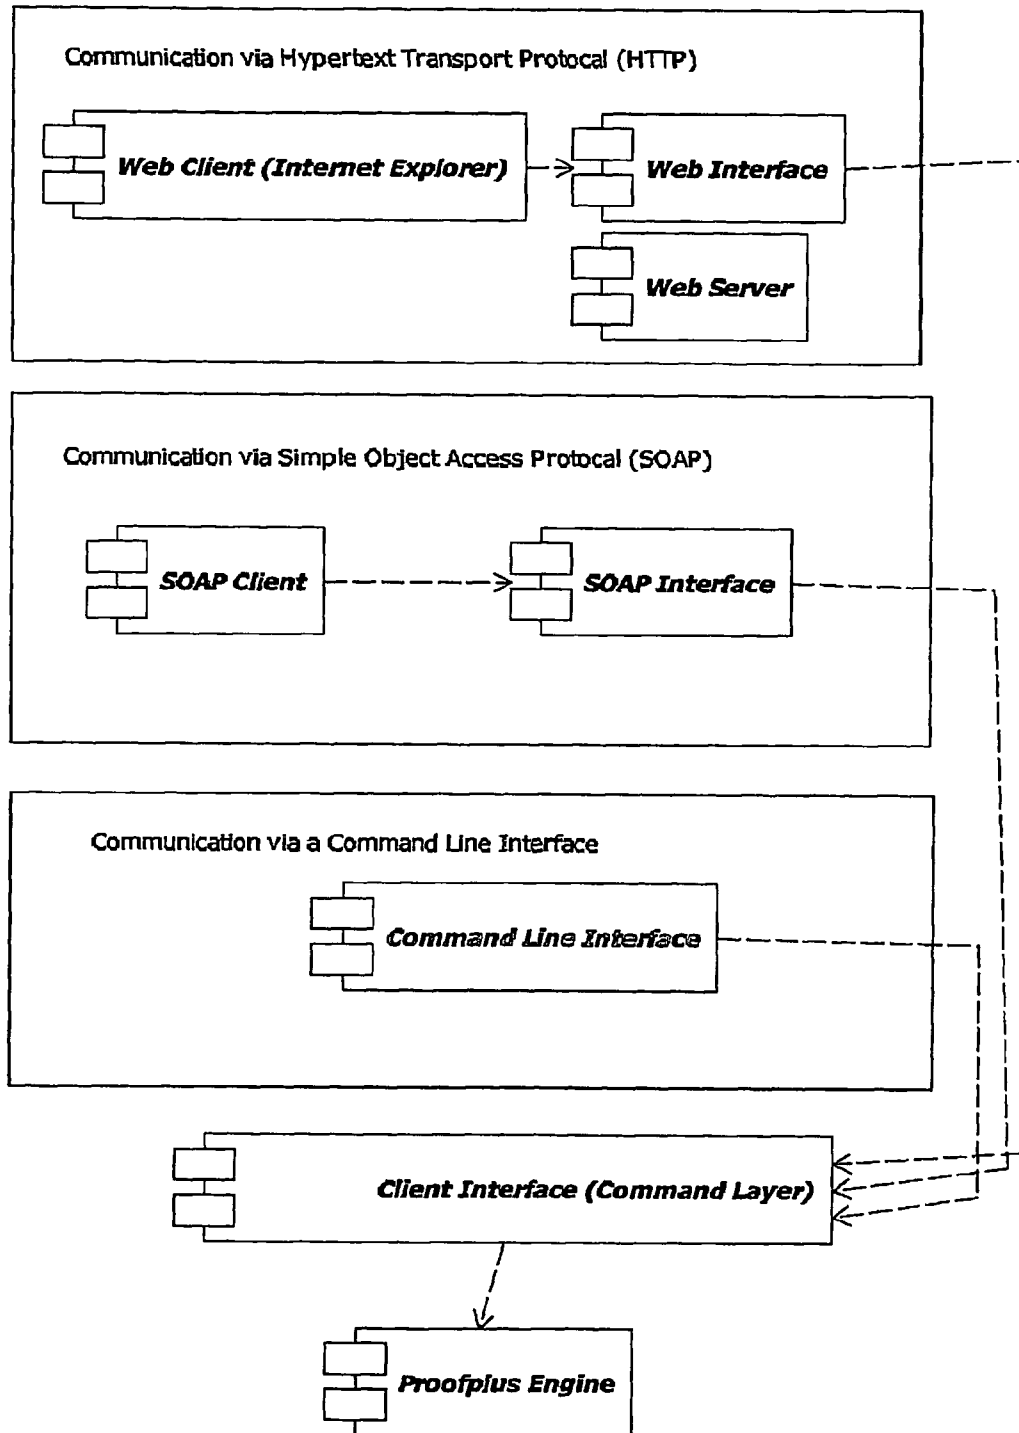 Communication via Hypertext Transport Protocal (HTTP)
Web Client (Internet Explorer)
Web Interface
Web Server
Communication via Simple Object Access Protocal (SOAP)
SOAP Client
SOAP Interface
Communication via a Command Line Interface
Command Line Interface
Client Interface (Command Layer)
Proofplus Engine